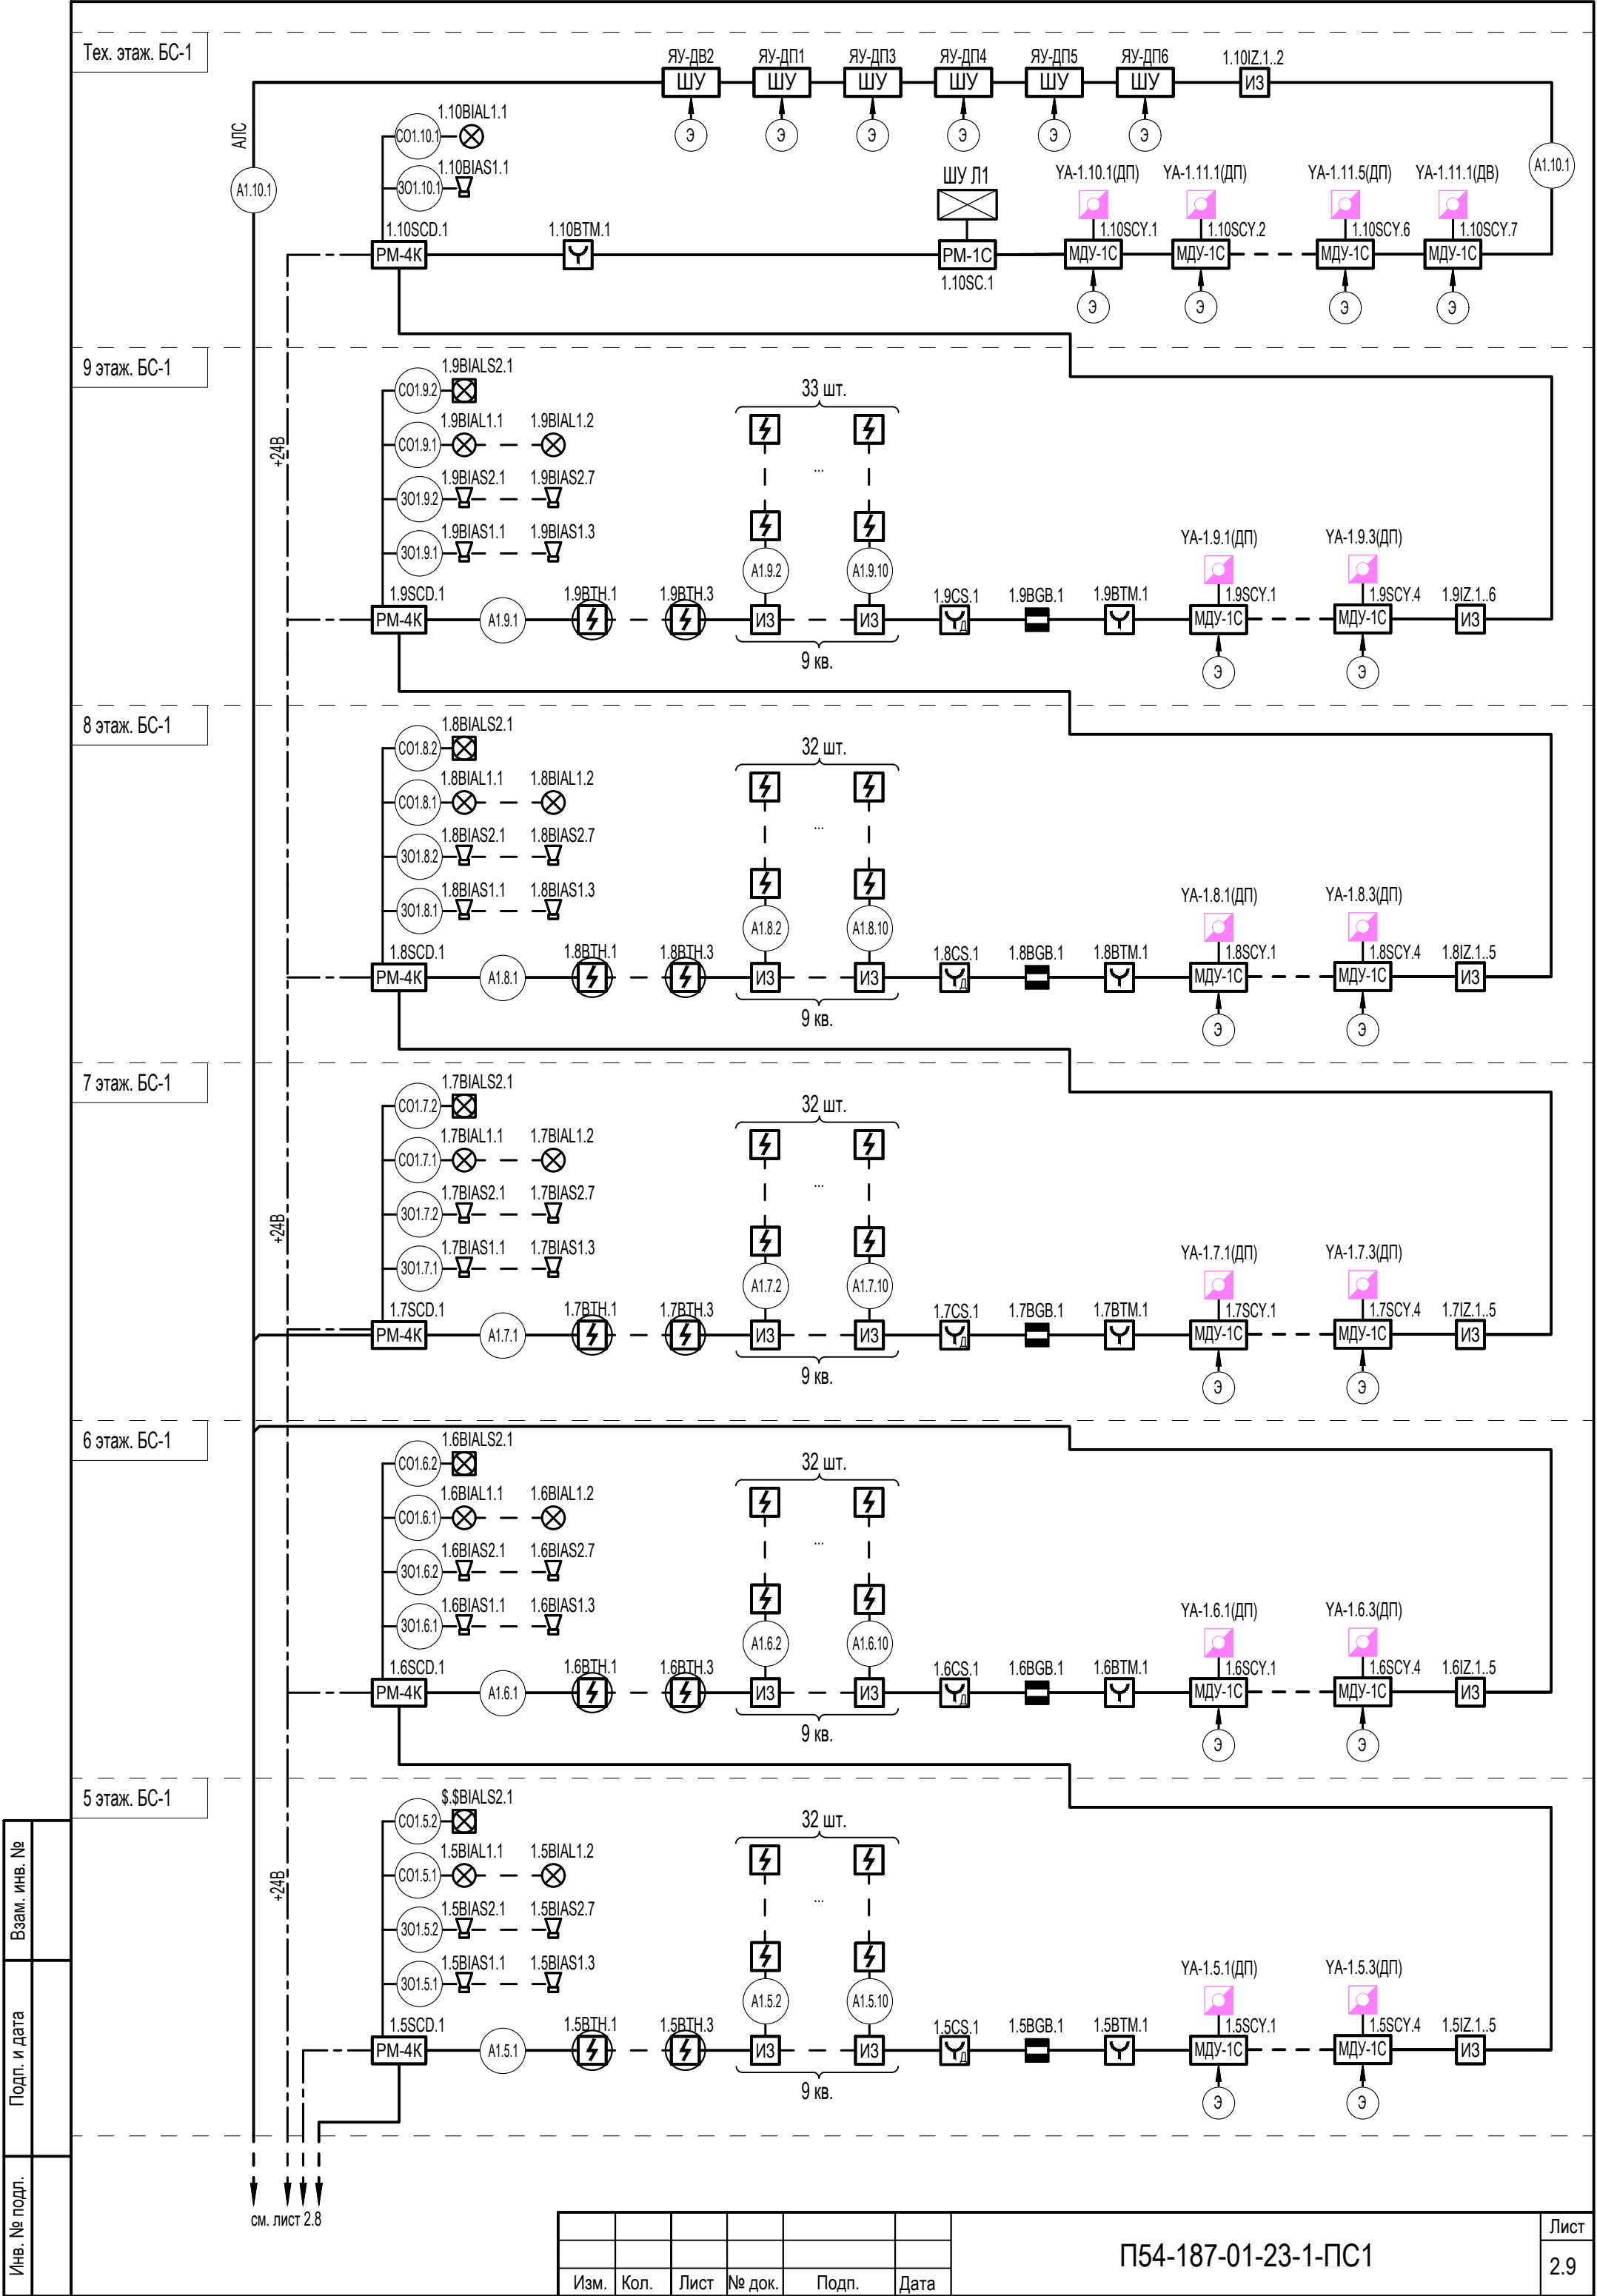 Тех. этаж. БС-1
ЯУ-ДВ2 ЯУ-ДП1 ЯУ-ДП3 ЯУ-ДП4 ЯУ-ДП5 ЯУ-ДП6 1.10IZ.1..2
ШУ ШУ ШУ ШУ ШУ ШУ ИЗ
Э Э Э Э Э Э
АЛС
А1.10.1
1.10BIAL1.1
СО1.10.1
1.10BIAS1.1
ЗО1.10.1
А1.10.1
ШУ Л1 YA-1.10.1(ДП) YA-1.11.1(ДП) YA-1.11.5(ДП) YA-1.11.1(ДВ)
1.10SCD.1 1.10BTM.1 1.10SCY.1 1.10SCY.2 1.10SCY.6 1.10SCY.7
РМ-4К РМ-1С МДУ-1С МДУ-1С МДУ-1С МДУ-1С
1.10SC.1
Э Э Э Э
9 этаж. БС-1
+24В
1.9BIALS2.1
СО1.9.2
33 шт.
1.9BIAL1.1 1.9BIAL1.2
СО1.9.1
...
1.9BIAS2.1 1.9BIAS2.7
ЗО1.9.2
1.9BIAS1.1 1.9BIAS1.3
ЗО1.9.1
YA-1.9.1(ДП) YA-1.9.3(ДП)
А1.9.2 А1.9.10
1.9SCD.1 1.9BTH.1 1.9BTH.3 1.9CS.1 1.9BGB.1 1.9BTM.1 1.9SCY.1 1.9SCY.4 1.9IZ.1..6
РМ-4К А1.9.1 ИЗ ИЗ Д МДУ-1С МДУ-1С ИЗ
9 кв.
Э Э
8 этаж. БС-1
1.8BIALS2.1
СО1.8.2
32 шт.
1.8BIAL1.1 1.8BIAL1.2
СО1.8.1
...
1.8BIAS2.1 1.8BIAS2.7
ЗО1.8.2
1.8BIAS1.1 1.8BIAS1.3
ЗО1.8.1
YA-1.8.1(ДП) YA-1.8.3(ДП)
А1.8.2 А1.8.10
1.8SCD.1 1.8BTH.1 1.8BTH.3 1.8CS.1 1.8BGB.1 1.8BTM.1 1.8SCY.1 1.8SCY.4 1.8IZ.1..5
РМ-4К А1.8.1 ИЗ ИЗ Д МДУ-1С МДУ-1С ИЗ
9 кв.
Э Э
7 этаж. БС-1
+24В
1.7BIALS2.1
СО1.7.2
32 шт.
1.7BIAL1.1 1.7BIAL1.2
СО1.7.1
...
1.7BIAS2.1 1.7BIAS2.7
ЗО1.7.2
1.7BIAS1.1 1.7BIAS1.3
ЗО1.7.1
YA-1.7.1(ДП) YA-1.7.3(ДП)
А1.7.2 А1.7.10
1.7SCD.1 1.7BTH.1 1.7BTH.3 1.7CS.1 1.7BGB.1 1.7BTM.1 1.7SCY.1 1.7SCY.4 1.7IZ.1..5
РМ-4К А1.7.1 ИЗ ИЗ Д МДУ-1С МДУ-1С ИЗ
9 кв.
Э Э
6 этаж. БС-1
1.6BIALS2.1
СО1.6.2
32 шт.
1.6BIAL1.1 1.6BIAL1.2
СО1.6.1
...
1.6BIAS2.1 1.6BIAS2.7
ЗО1.6.2
1.6BIAS1.1 1.6BIAS1.3
ЗО1.6.1
YA-1.6.1(ДП) YA-1.6.3(ДП)
А1.6.2 А1.6.10
1.6SCD.1 1.6BTH.1 1.6BTH.3 1.6CS.1 1.6BGB.1 1.6BTM.1 1.6SCY.1 1.6SCY.4 1.6IZ.1..5
РМ-4К А1.6.1 ИЗ ИЗ Д МДУ-1С МДУ-1С ИЗ
9 кв.
Э Э
5 этаж. БС-1
+24В
$.$BIALS2.1
СО1.5.2
32 шт.
1.5BIAL1.1 1.5BIAL1.2
СО1.5.1
...
1.5BIAS2.1 1.5BIAS2.7
ЗО1.5.2
1.5BIAS1.1 1.5BIAS1.3
ЗО1.5.1
YA-1.5.1(ДП) YA-1.5.3(ДП)
А1.5.2 А1.5.10
1.5SCD.1 1.5BTH.1 1.5BTH.3 1.5CS.1 1.5BGB.1 1.5BTM.1 1.5SCY.1 1.5SCY.4 1.5IZ.1..5
РМ-4К А1.5.1 ИЗ ИЗ Д МДУ-1С МДУ-1С ИЗ
9 кв.
Э Э
см. лист 2.8
Взам. инв. №
Подп. и дата
Инв. № подл.
Изм. Кол. Лист № док. Подп. Дата
П54-187-01-23-1-ПС1
Лист
2.9